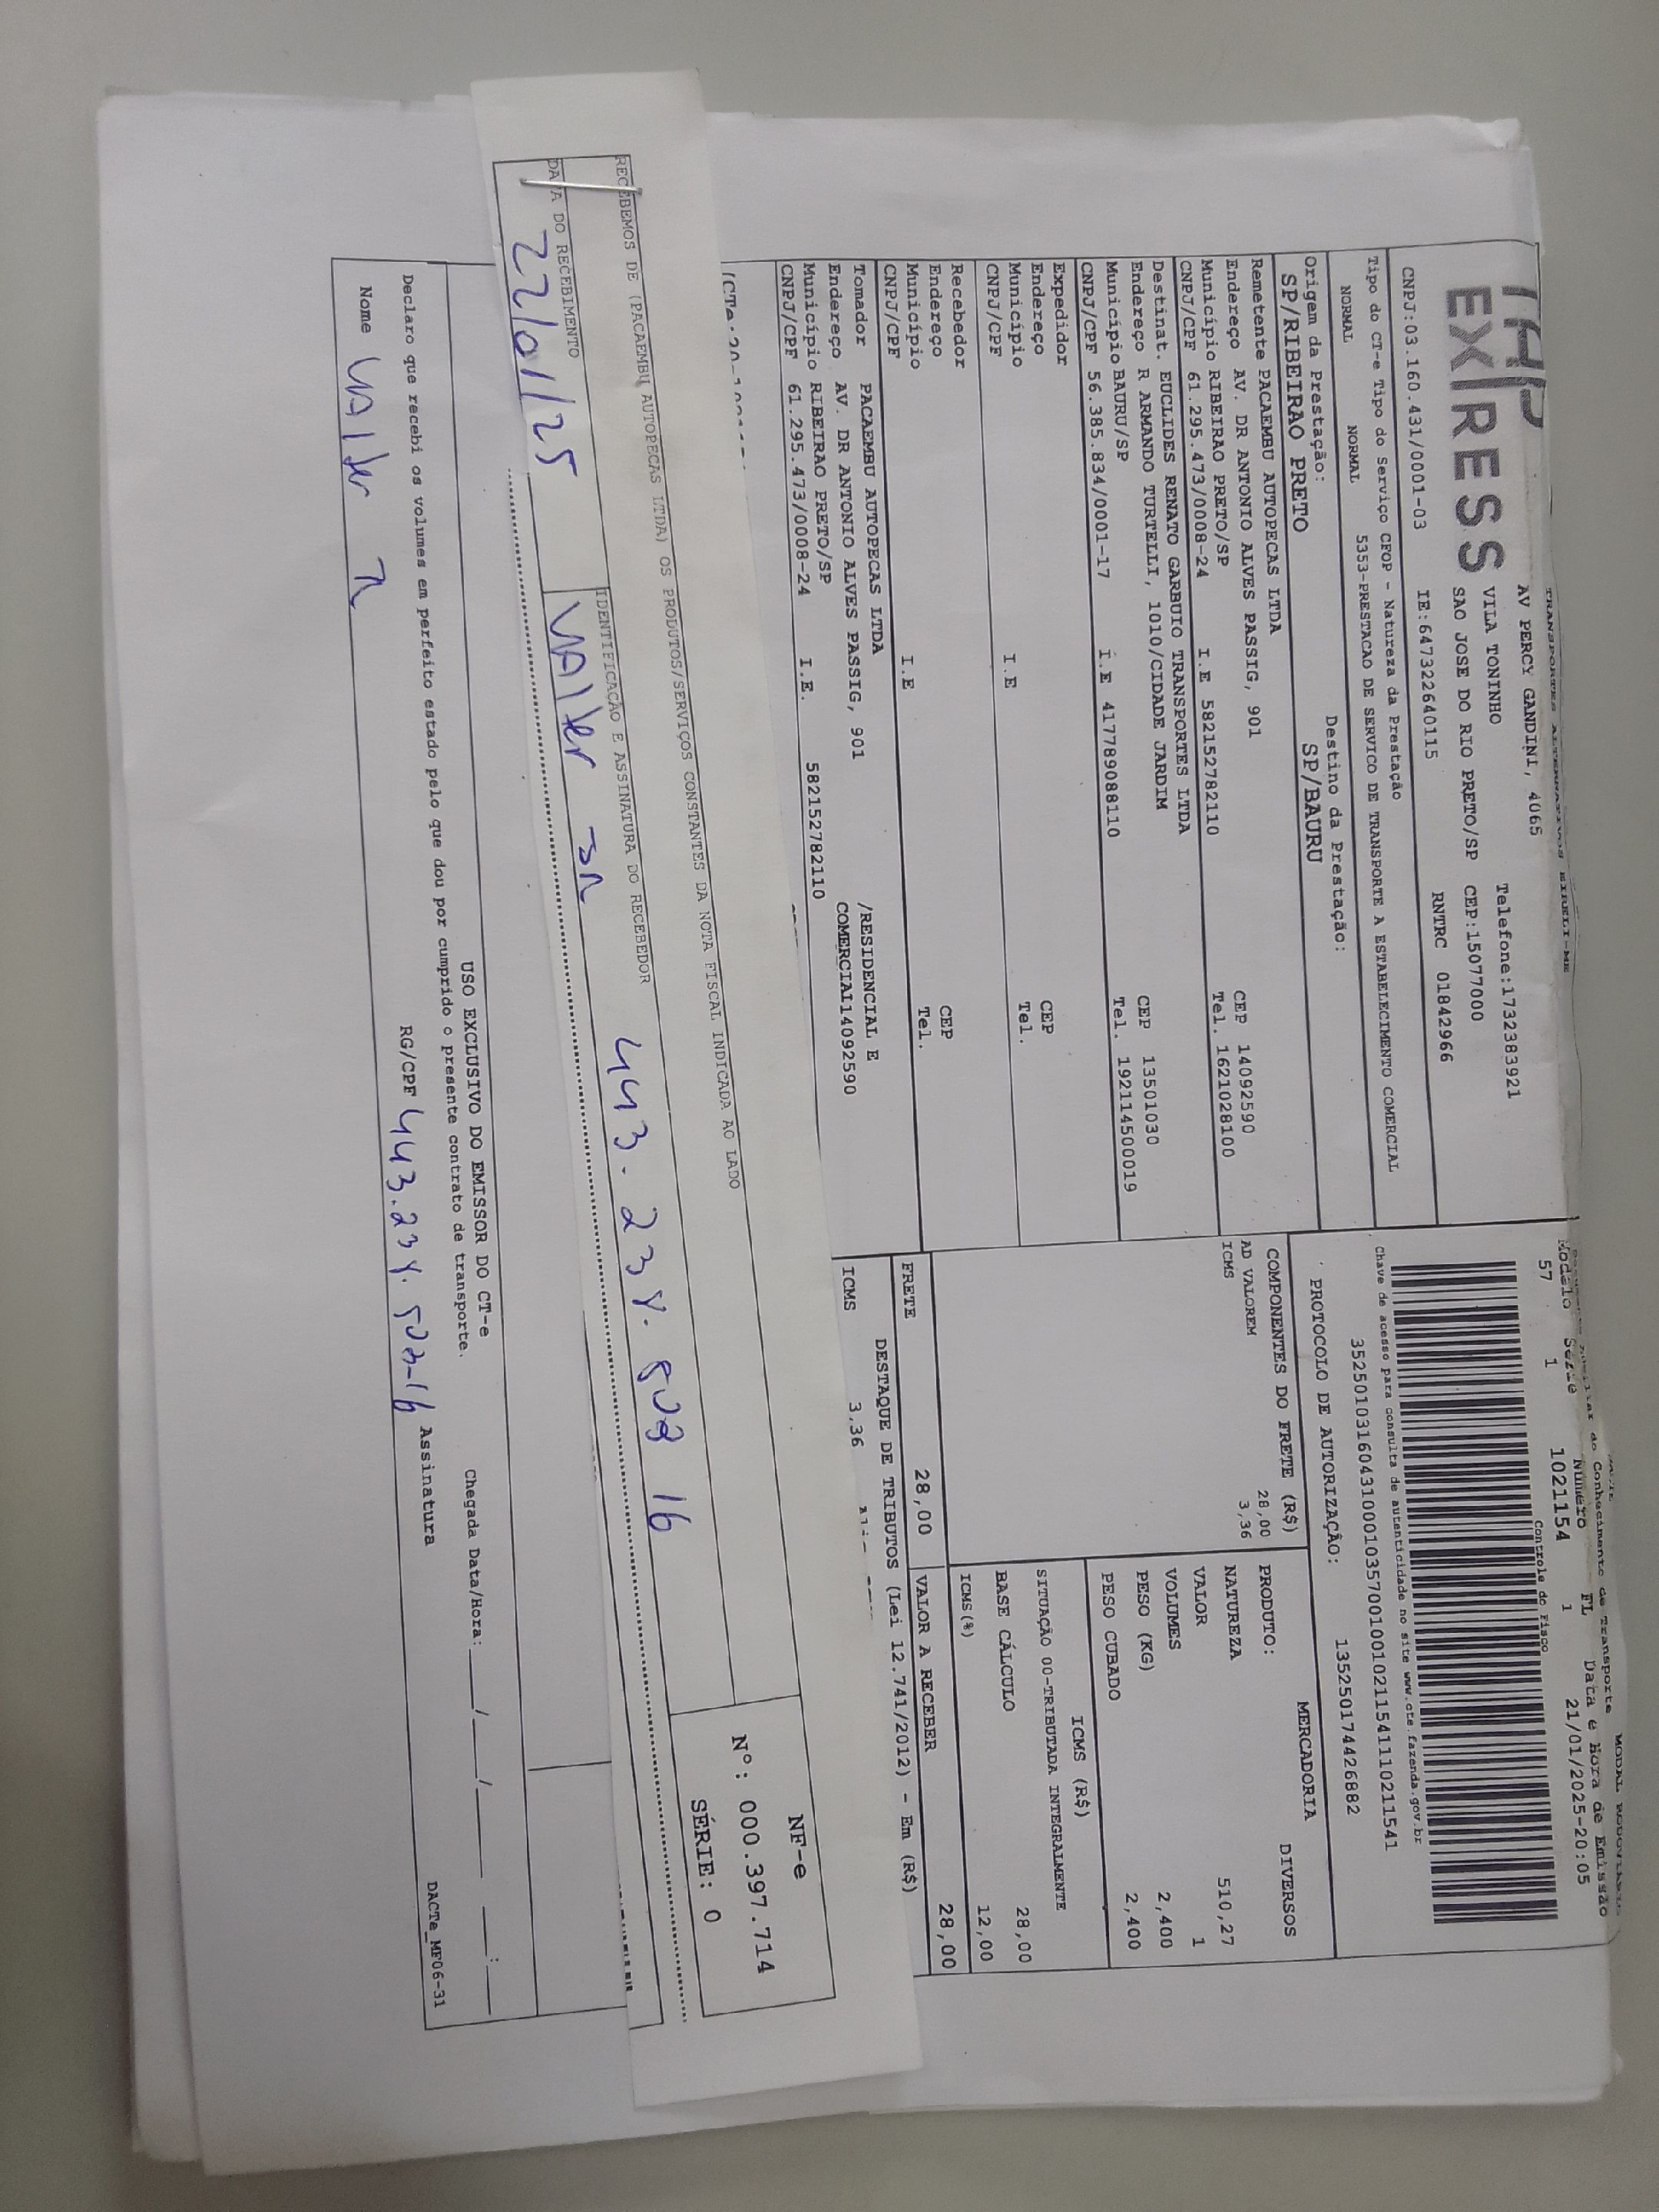 TRANSPORTES ALTERNATIVOS EIRELI-ME
EXPRESS
AV PERCY GANDINI, 4065
VILA TONINHO
Telefone:1732383921
SAO JOSE DO RIO PRETO/SP CEP:15077000
CNPJ:03.160.431/0001-03 IE:647322640115 RNTRC 01842966
Tipo do CT-e Tipo do Serviço CFOP - Natureza da Prestação
NORMAL NORMAL 5353-PRESTACAO DE SERVICO DE TRANSPORTE A ESTABELECIMENTO COMERCIAL
Origem da Prestação: Destino da Prestação:
SP/RIBEIRAO PRETO SP/BAURU
Remetente PACAEMBU AUTOPECAS LTDA
Endereço AV. DR ANTONIO ALVES PASSIG, 901 CEP 14092590
Município RIBEIRAO PRETO/SP Tel. 1621028100
CNPJ/CPF 61.295.473/0008-24 I.E 582152782110
Destinat. EUCLIDES RENATO GARBUIO TRANSPORTES LTDA
Endereço R ARMANDO TURTELLI, 1010/CIDADE JARDIM CEP 13501030
Município BAURU/SP Tel. 19211450​0019
CNPJ/CPF 56.385.834/0001-17 I.E 417789088110
Expedidor
Endereço CEP
Município Tel.
CNPJ/CPF I.E
Recebedor
Endereço CEP
Município Tel.
CNPJ/CPF I.E
Tomador PACAEMBU AUTOPECAS LTDA /RESIDENCIAL E
Endereço AV. DR ANTONIO ALVES PASSIG, 901 COMERCIAI14092590
Município RIBEIRAO PRETO/SP
CNPJ/CPF 61.295.473/0008-24 I.E. 582152782110
do Conhecimento de Transporte
Modelo Série Número FL Data e Hora de Emissão
57 1 1021154 1 21/01/2025-20:05
Controle do Fisco
Chave de acesso para consulta de autenticidade no site www.cte.fazenda.gov.br
35250103160431000103570010010211541110211541
PROTOCOLO DE AUTORIZAÇÃO: 135250174426882
COMPONENTES DO FRETE (R$)
AD VALOREM 28,00
ICMS 3,36
MERCADORIA
PRODUTO: DIVERSOS
NATUREZA
VALOR 510,27
VOLUMES 1
PESO (KG) 2,400
PESO CUBADO 2,400
ICMS (R$)
SITUAÇÃO 00-TRIBUTADA INTEGRALMENTE
BASE CÁLCULO 28,00
ICMS(%) 12,00
FRETE 28,00 VALOR A RECEBER 28,00
DESTAQUE DE TRIBUTOS (Lei 12.741/2012) - Em (R$)
ICMS 3,36
RECEBEMOS DE (PACAEMBU AUTOPECAS LTDA) OS PRODUTOS/SERVIÇOS CONSTANTES DA NOTA FISCAL INDICADA AO LADO
DATA DO RECEBIMENTO IDENTIFICAÇÃO E ASSINATURA DO RECEBEDOR
22/01/25 Valter
NF-e
Nº: 000.397.714
SÉRIE: 0
USO EXCLUSIVO DO EMISSOR DO CT-e
Declaro que recebi os volumes em perfeito estado pelo que dou por cumprido o presente contrato de transporte.
Chegada Data/Hora: ___/___/_____ ___:___
Nome Valter RG/CPF Assinatura
DACTe_MF06-31